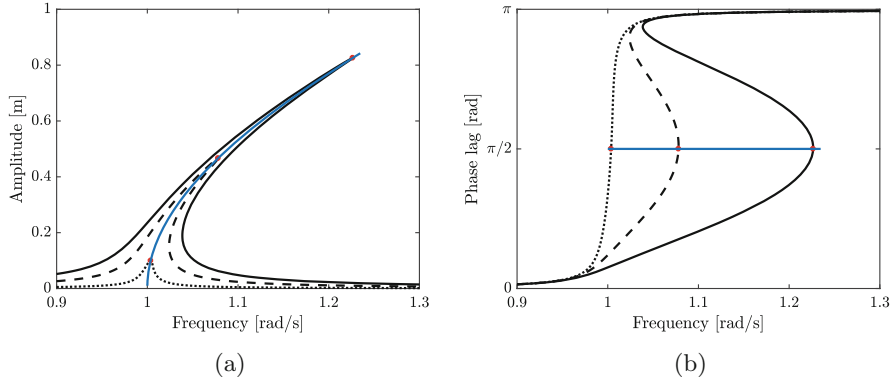 Amplitude [m]
1
0.8
0.6
0.4
0.2
0
0.9
1
1.1
1.2
1.3
Frequency [rad/s]
(a)
Phase lag [rad]
π
π/2
0
0.9
1
1.1
1.2
1.3
Frequency [rad/s]
(b)